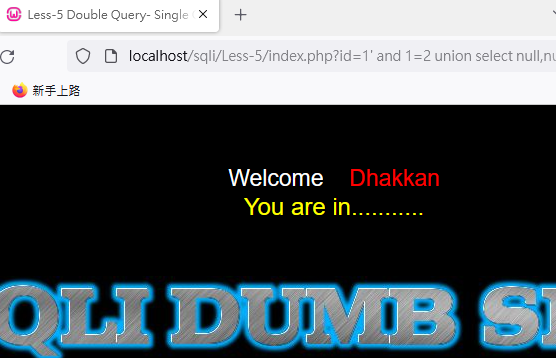 Less-5 Double Query- Single
localhost/sqli/Less-5/index.php?id=1' and 1=2 union select null,nu
新手上路
Welcome Dhakkan
You are in...........
QLI DUMB S